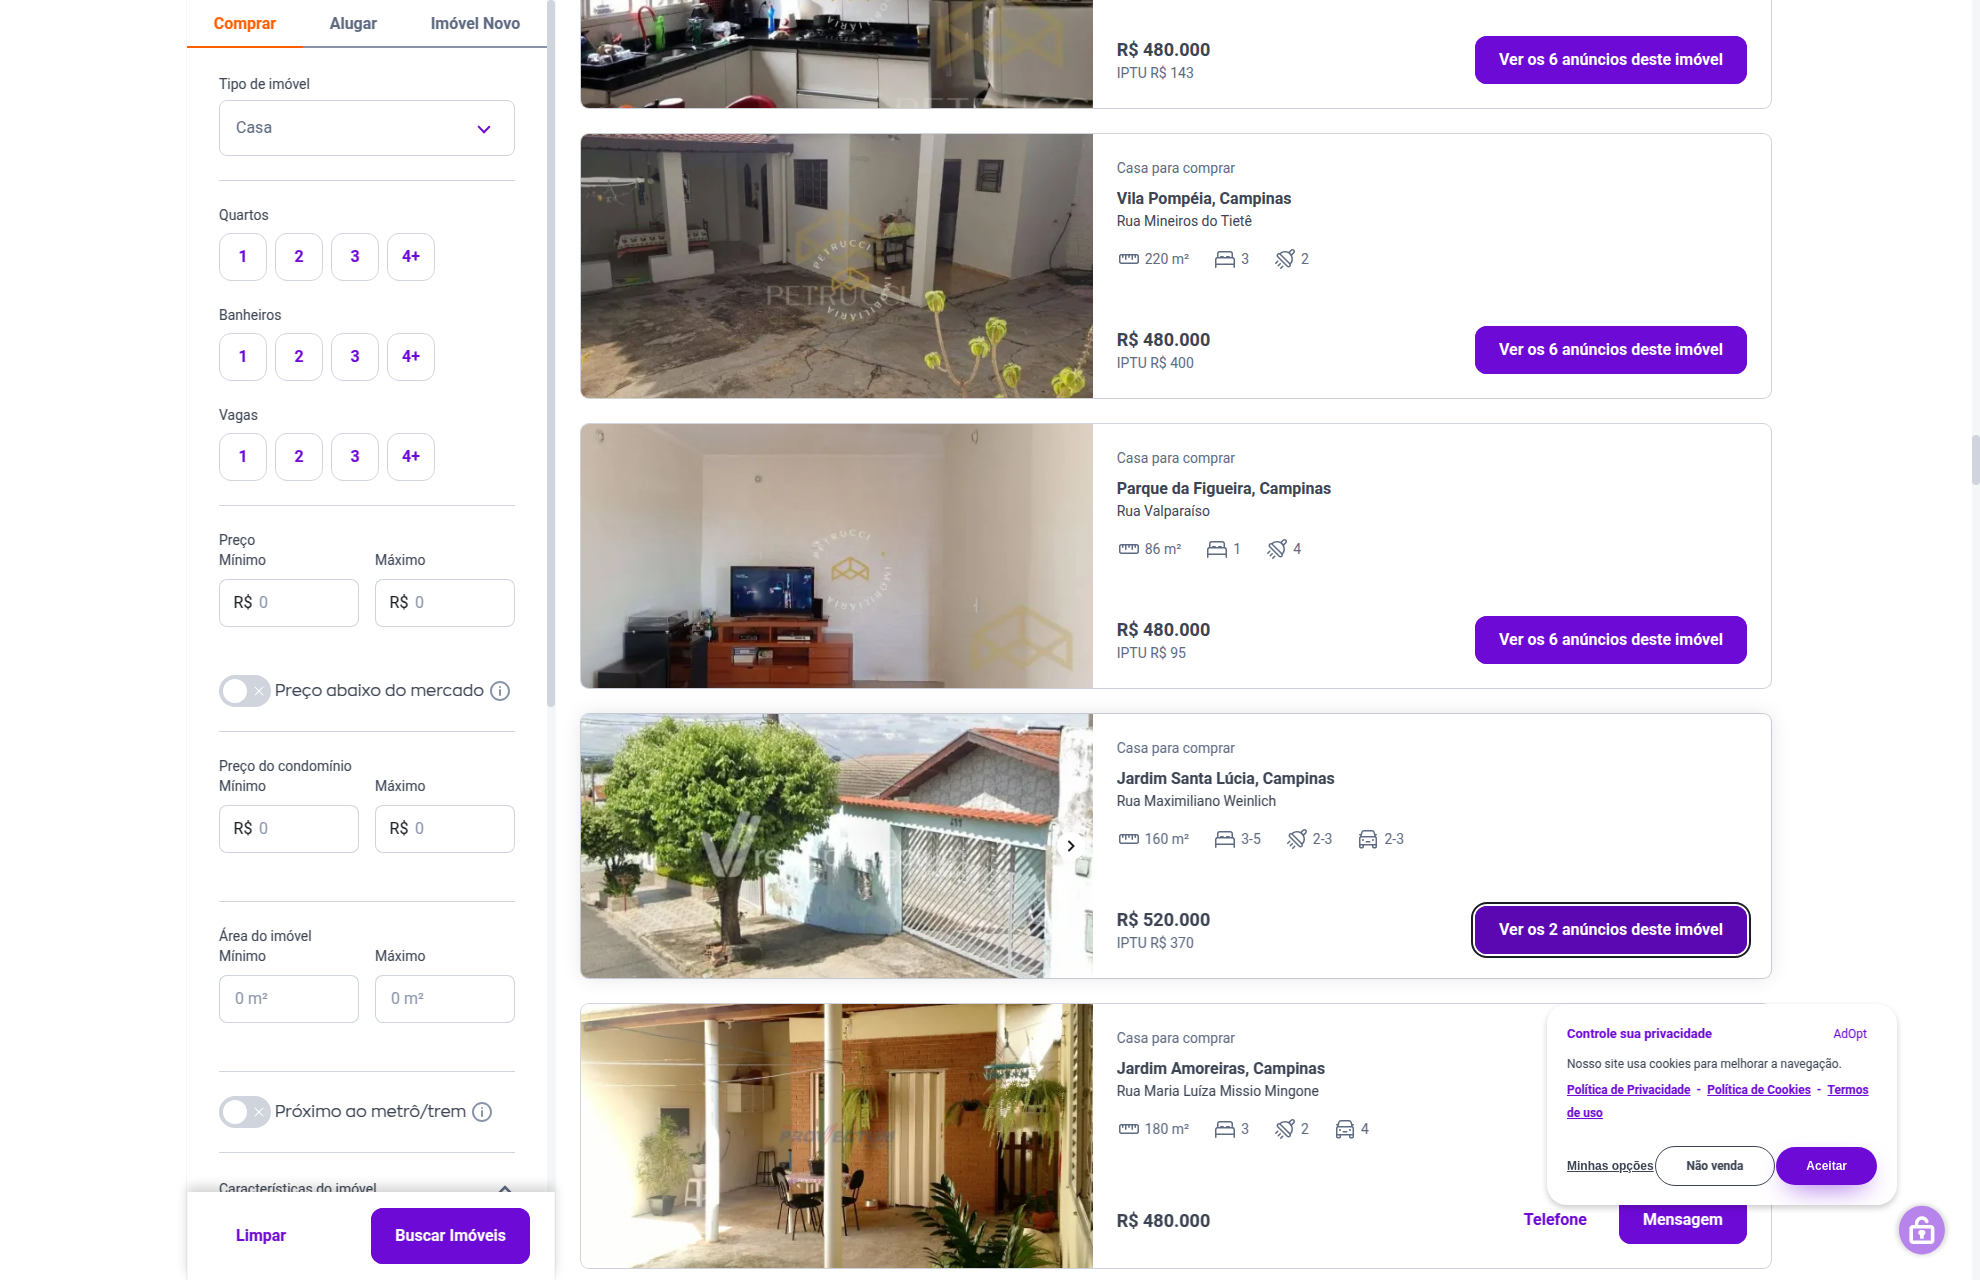 Comprar
Alugar
Imóvel Novo
Tipo de imóvel
Casa
Quartos
1
2
3
4+
Banheiros
1
2
3
4+
Vagas
1
2
3
4+
Preço
Mínimo
Máximo
R$ 0
R$ 0
Preço abaixo do mercado
Preço do condomínio
Mínimo
Máximo
R$ 0
R$ 0
Área do imóvel
Mínimo
Máximo
0 m²
0 m²
Próximo ao metrô/trem
Características do imóvel
Limpar
Buscar Imóveis
R$ 480.000
IPTU R$ 143
Ver os 6 anúncios deste imóvel
PETRUCCI
PETRUCCI
IMOBILIÁRIA
Casa para comprar
Vila Pompéia, Campinas
Rua Mineiros do Tietê
220 m²
3
2
R$ 480.000
IPTU R$ 400
Ver os 6 anúncios deste imóvel
PETRUCCI
IMOBILIÁRIA
Casa para comprar
Parque da Figueira, Campinas
Rua Valparaíso
86 m²
1
4
R$ 480.000
IPTU R$ 95
Ver os 6 anúncios deste imóvel
Casa para comprar
Jardim Santa Lúcia, Campinas
Rua Maximiliano Weinlich
160 m²
3-5
2-3
2-3
R$ 520.000
IPTU R$ 370
Ver os 2 anúncios deste imóvel
Casa para comprar
Jardim Amoreiras, Campinas
Rua Maria Luíza Missio Mingone
180 m²
3
2
4
R$ 480.000
Telefone
Mensagem
Controle sua privacidade
AdOpt
Nosso site usa cookies para melhorar a navegação.
Política de Privacidade - Política de Cookies - Termos
de uso
Minhas opções
Não venda
Aceitar